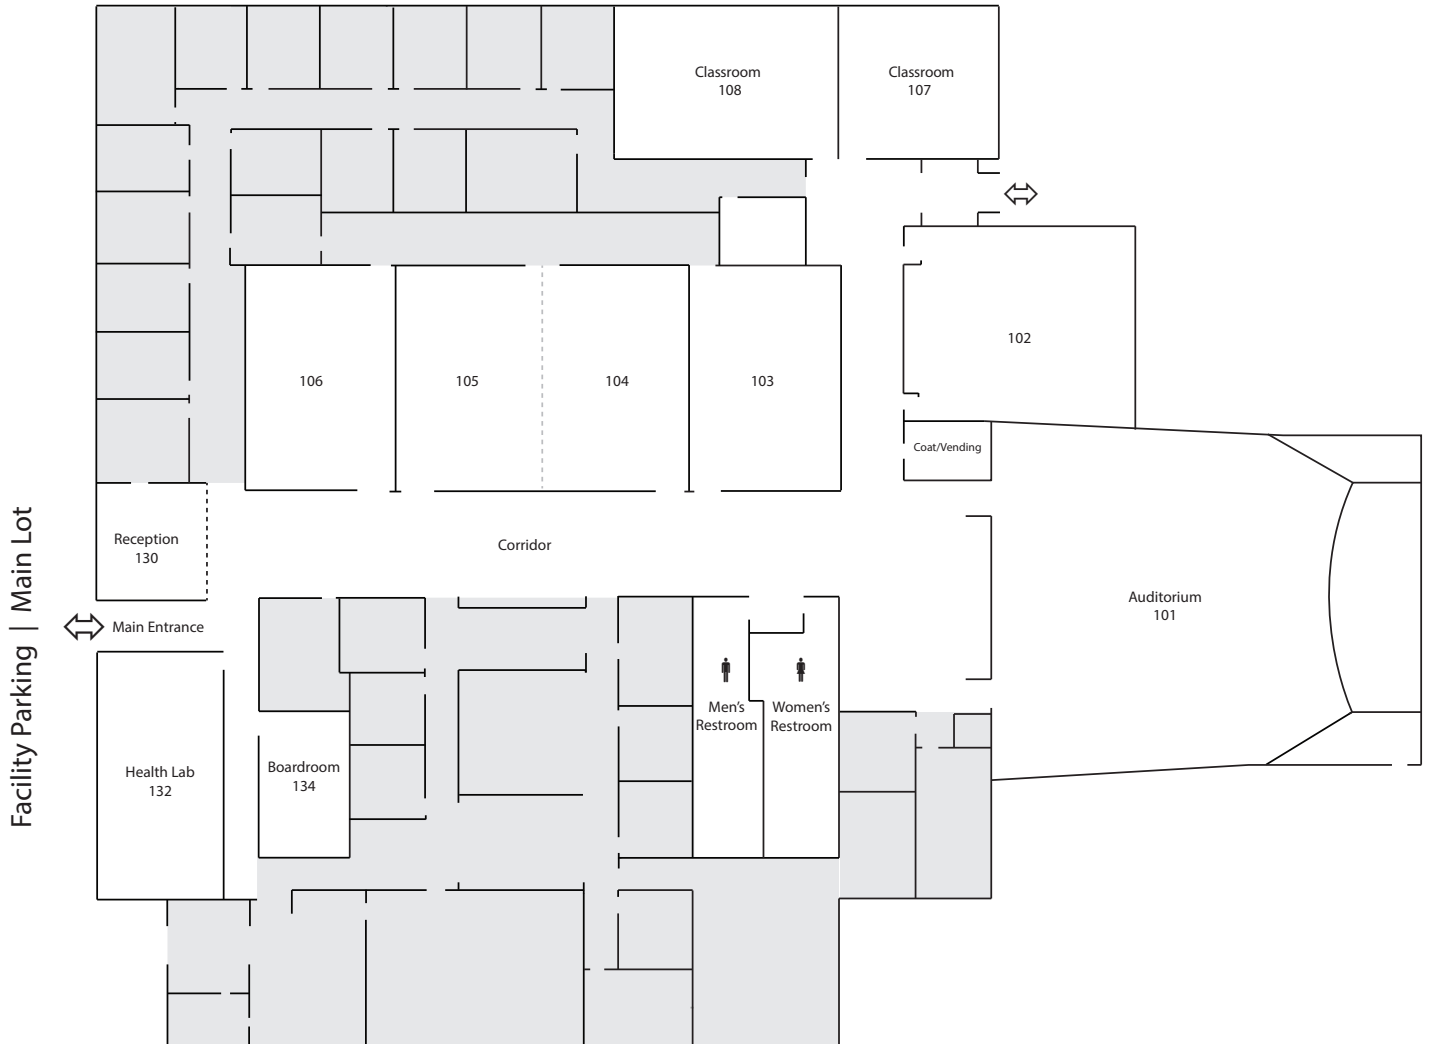 Classroom
108
Classroom
107
102
106
105
104
103
Coat/Vending
Reception
130
Corridor
Auditorium
101
Main Entrance
Facility Parking | Main Lot
Men's
Restroom
Women's
Restroom
Health Lab
132
Boardroom
134